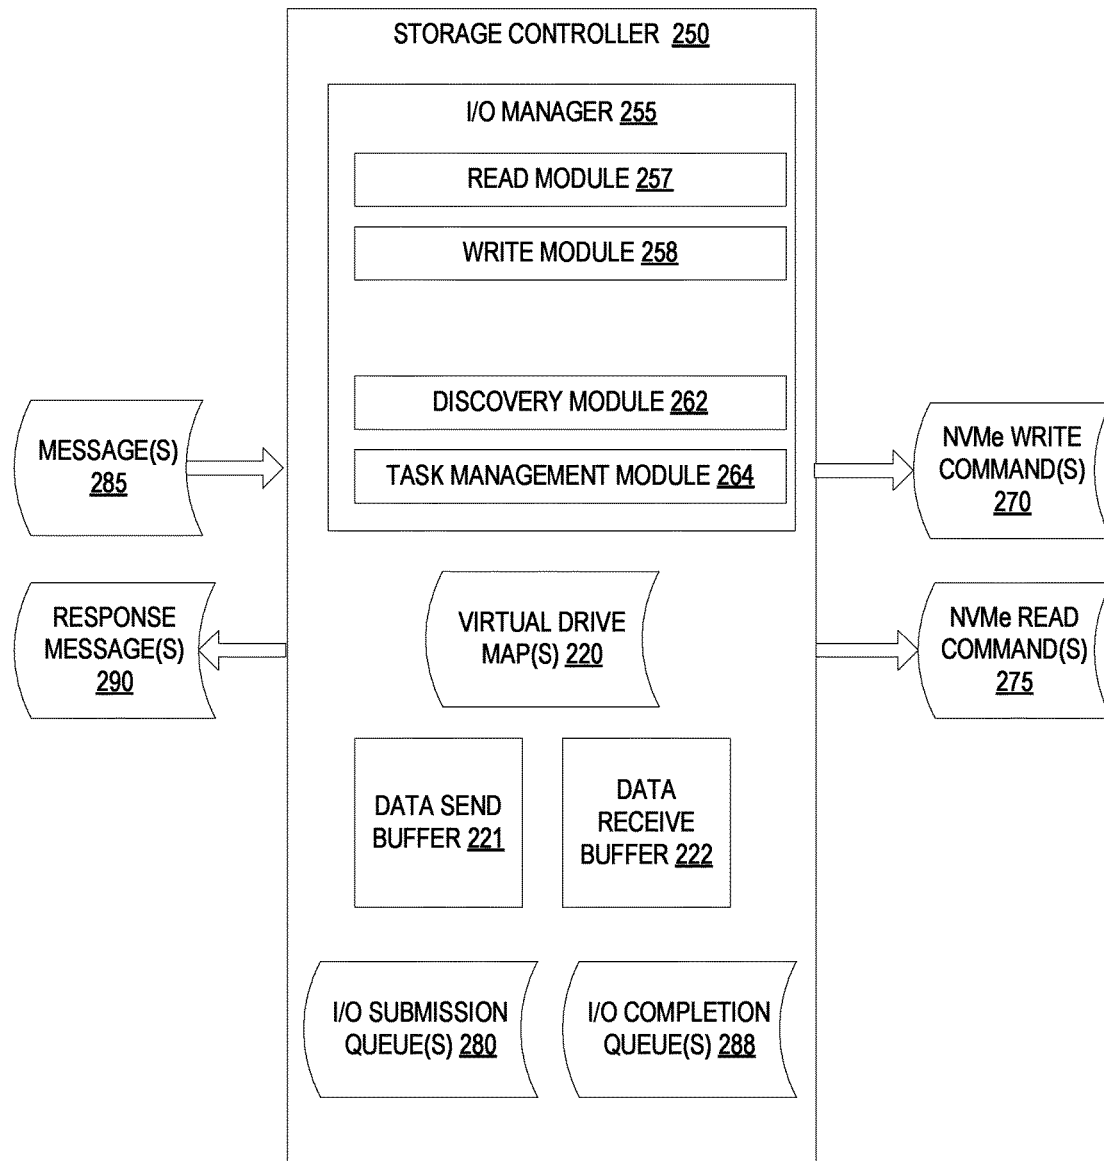 STORAGE CONTROLLER 250
I/O MANAGER 255
READ MODULE 257
WRITE MODULE 258
DISCOVERY MODULE 262
TASK MANAGEMENT MODULE 264
MESSAGE(S)
285
RESPONSE
MESSAGE(S)
290
NVMe WRITE
COMMAND(S)
270
NVMe READ
COMMAND(S)
275
VIRTUAL DRIVE
MAP(S) 220
DATA SEND
BUFFER 221
DATA
RECEIVE
BUFFER 222
I/O SUBMISSION
QUEUE(S) 280
I/O COMPLETION
QUEUE(S) 288